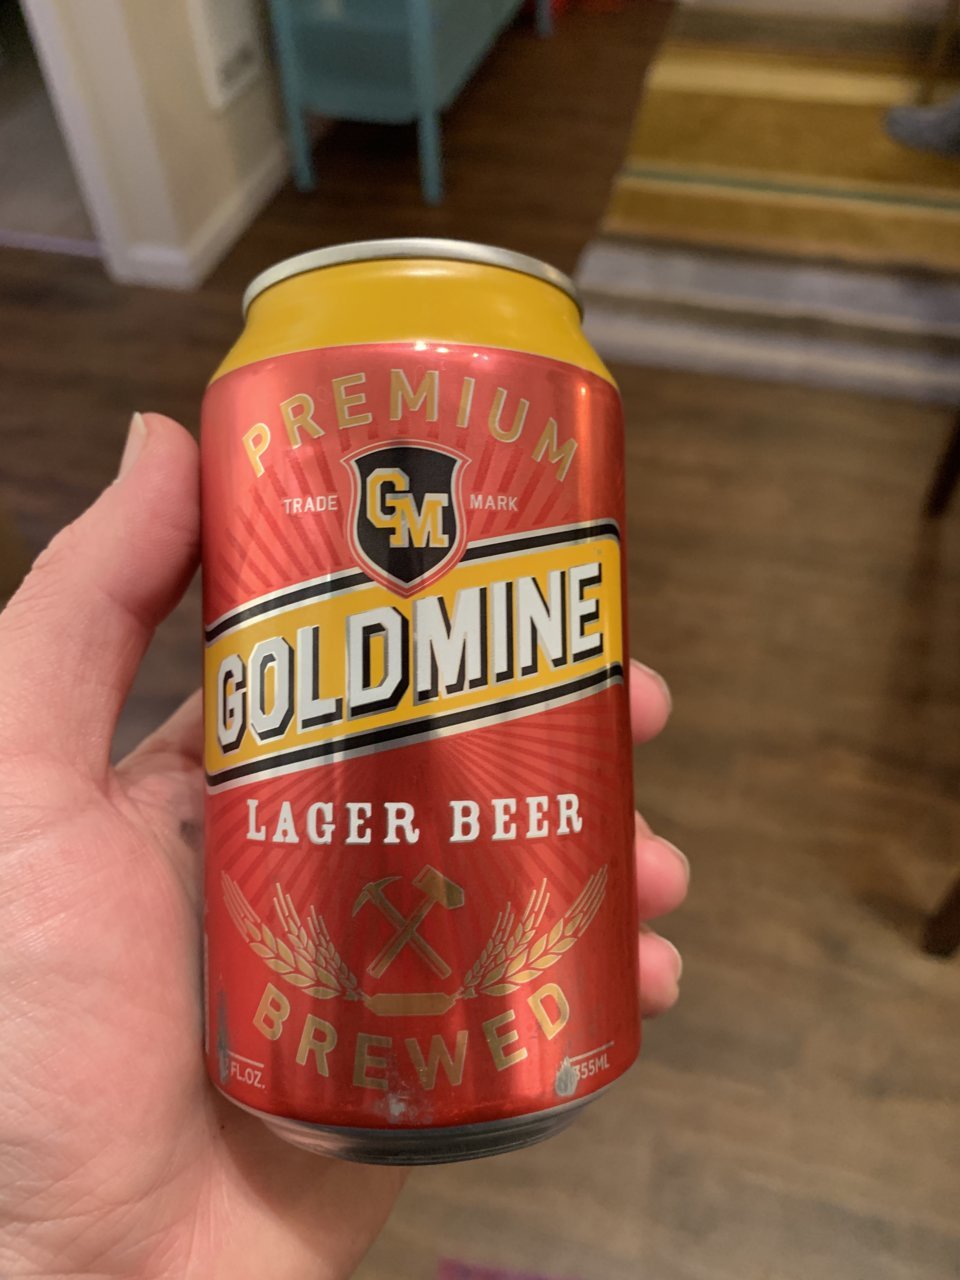 PREMIUM
TRADE GM MARK
GOLDMINE
LAGER BEER
BREWED
FL.OZ. 355ML